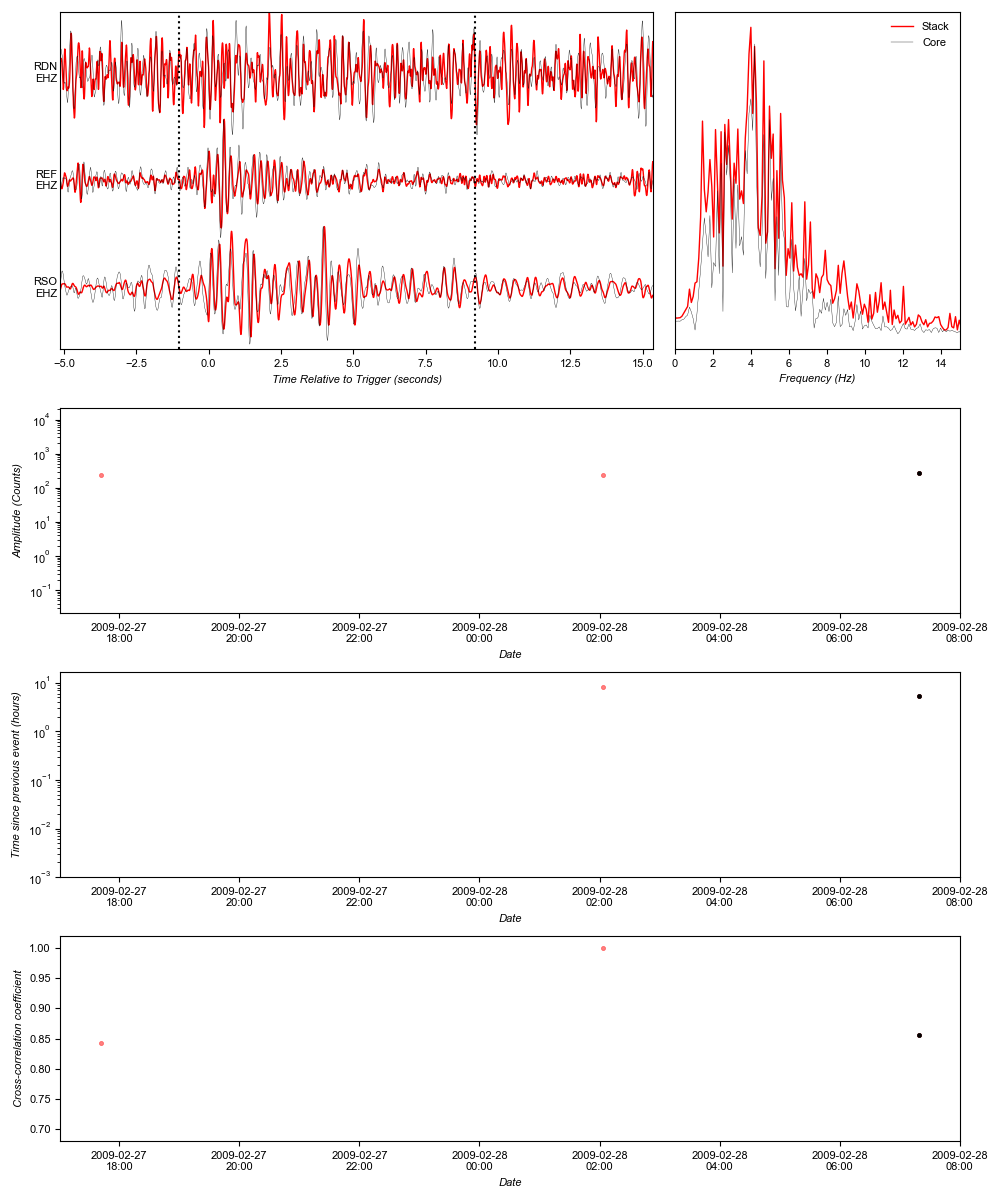 RDN
EHZ
REF
EHZ
RSO
EHZ
−5.0 −2.5 0.0 2.5 5.0 7.5 10.0 12.5 15.0
Time Relative to Trigger (seconds)
Stack
Core
0 2 4 6 8 10 12 14
Frequency (Hz)
10⁴
10³
10²
10¹
10⁰
10⁻¹
Amplitude (Counts)
2009-02-27 2009-02-27 2009-02-27 2009-02-28 2009-02-28 2009-02-28 2009-02-28 2009-02-28
18:00 20:00 22:00 00:00 02:00 04:00 06:00 08:00
Date
10¹
10⁰
10⁻¹
10⁻²
10⁻³
Time since previous event (hours)
2009-02-27 2009-02-27 2009-02-27 2009-02-28 2009-02-28 2009-02-28 2009-02-28 2009-02-28
18:00 20:00 22:00 00:00 02:00 04:00 06:00 08:00
Date
1.00
0.95
0.90
0.85
0.80
0.75
0.70
Cross-correlation coefficient
2009-02-27 2009-02-27 2009-02-27 2009-02-28 2009-02-28 2009-02-28 2009-02-28 2009-02-28
18:00 20:00 22:00 00:00 02:00 04:00 06:00 08:00
Date